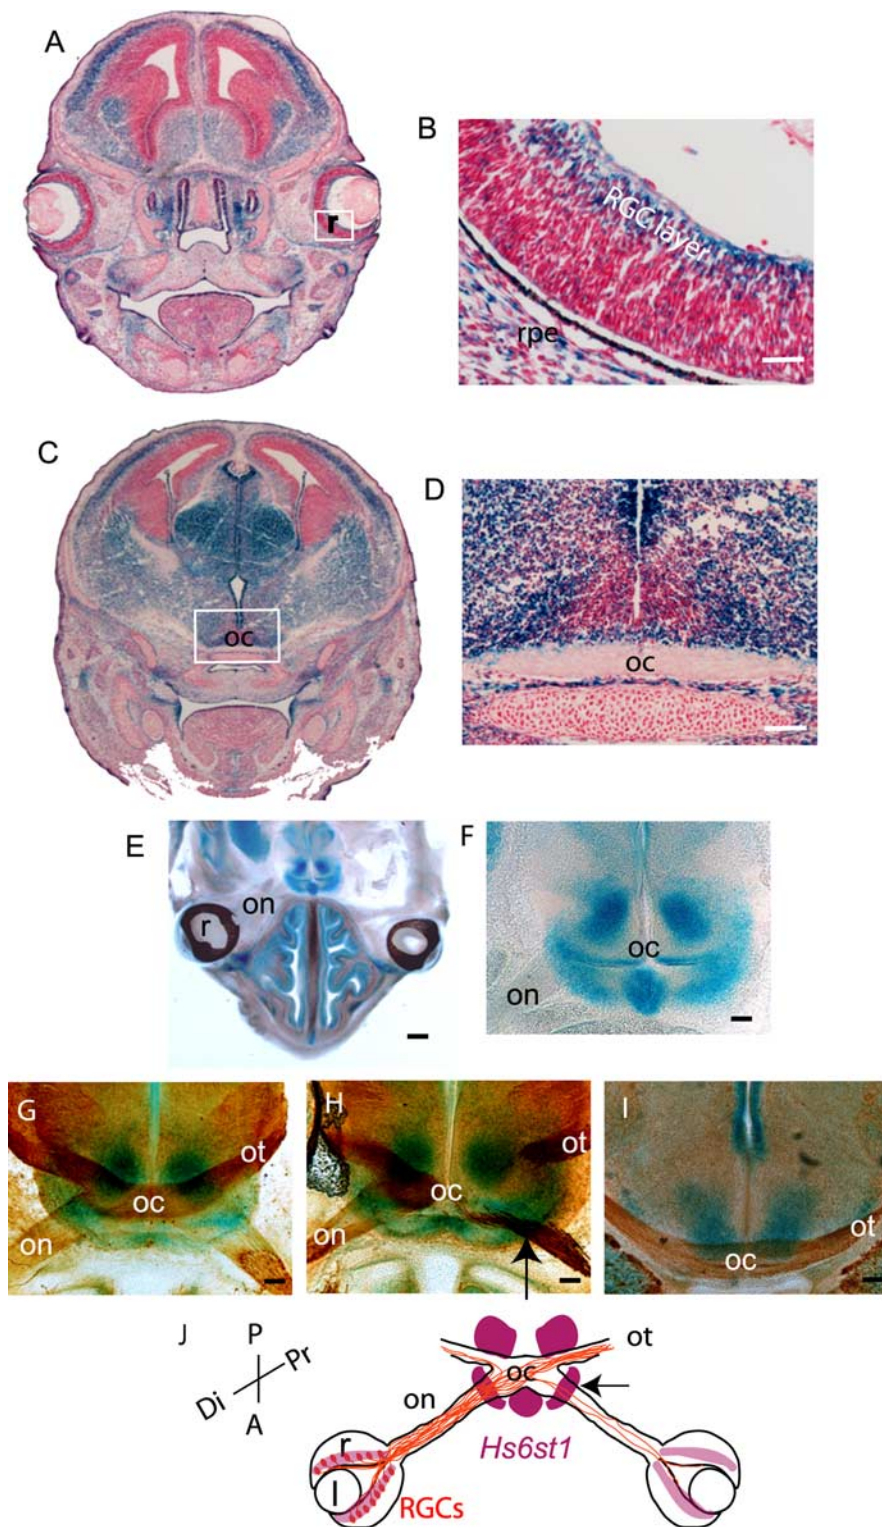 A
r
B
RGC layer
rpe
C
oc
D
oc
E
on
r
F
oc
on
G
oc
ot
on
H
oc
ot
on
I
oc
ot
J
P
Pr
Di
A
ot
oc
on
Hs6st1
r
l
RGCs